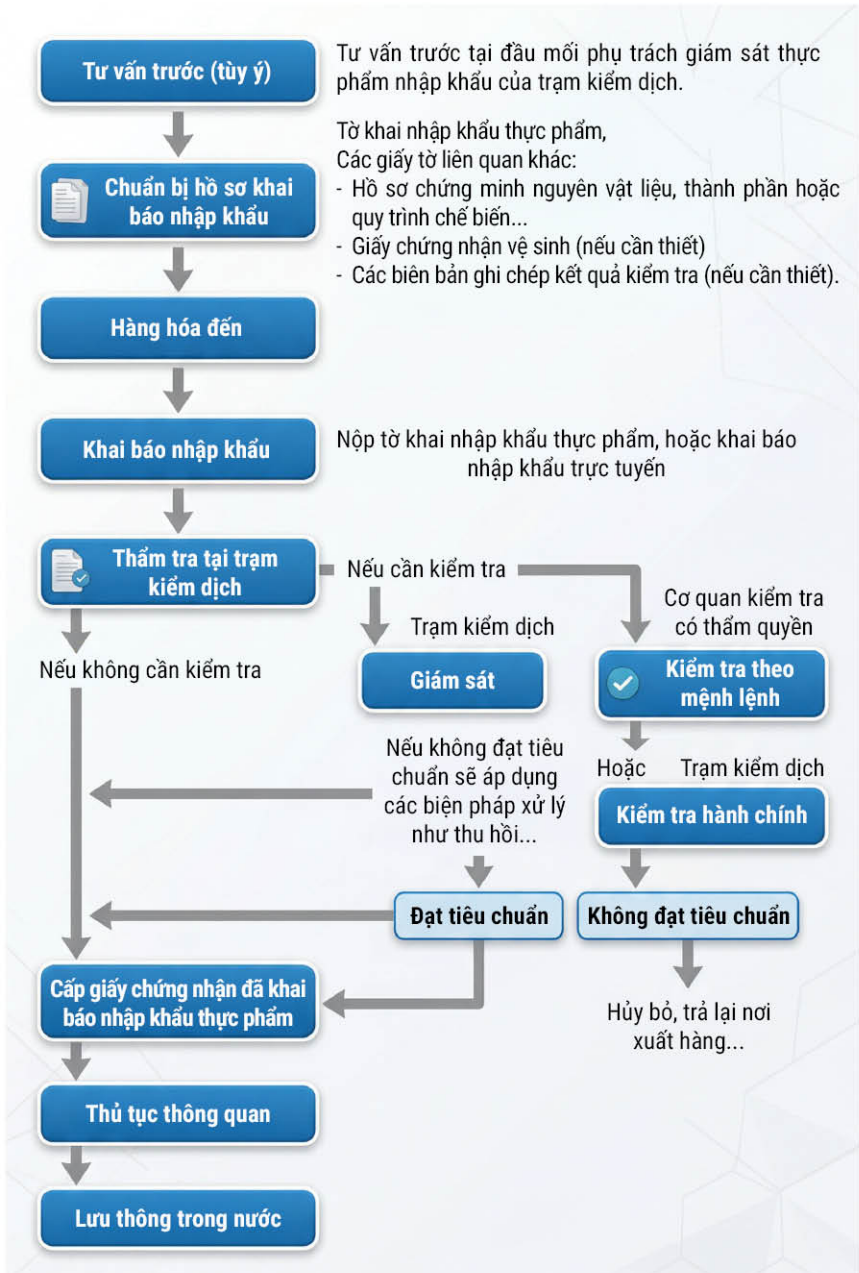 Tư vấn trước (tùy ý)
Tư vấn trước tại đầu mối phụ trách giám sát thực
phẩm nhập khẩu của trạm kiểm dịch.
Chuẩn bị hồ sơ khai
báo nhập khẩu
Tờ khai nhập khẩu thực phẩm,
Các giấy tờ liên quan khác:
- Hồ sơ chứng minh nguyên vật liệu, thành phần hoặc
quy trình chế biến...
- Giấy chứng nhận vệ sinh (nếu cần thiết)
- Các biên bản ghi chép kết quả kiểm tra (nếu cần thiết).
Hàng hóa đến
Khai báo nhập khẩu
Nộp tờ khai nhập khẩu thực phẩm, hoặc khai báo
nhập khẩu trực tuyến
Thẩm tra tại trạm
kiểm dịch
Nếu cần kiểm tra
Nếu không cần kiểm tra
Trạm kiểm dịch
Giám sát
Cơ quan kiểm tra
có thẩm quyền
Kiểm tra theo
mệnh lệnh
Nếu không đạt tiêu
chuẩn sẽ áp dụng
các biện pháp xử lý
như thu hồi...
Hoặc
Trạm kiểm dịch
Kiểm tra hành chính
Đạt tiêu chuẩn
Không đạt tiêu chuẩn
Cấp giấy chứng nhận đã khai
báo nhập khẩu thực phẩm
Hủy bỏ, trả lại nơi
xuất hàng...
Thủ tục thông quan
Lưu thông trong nước